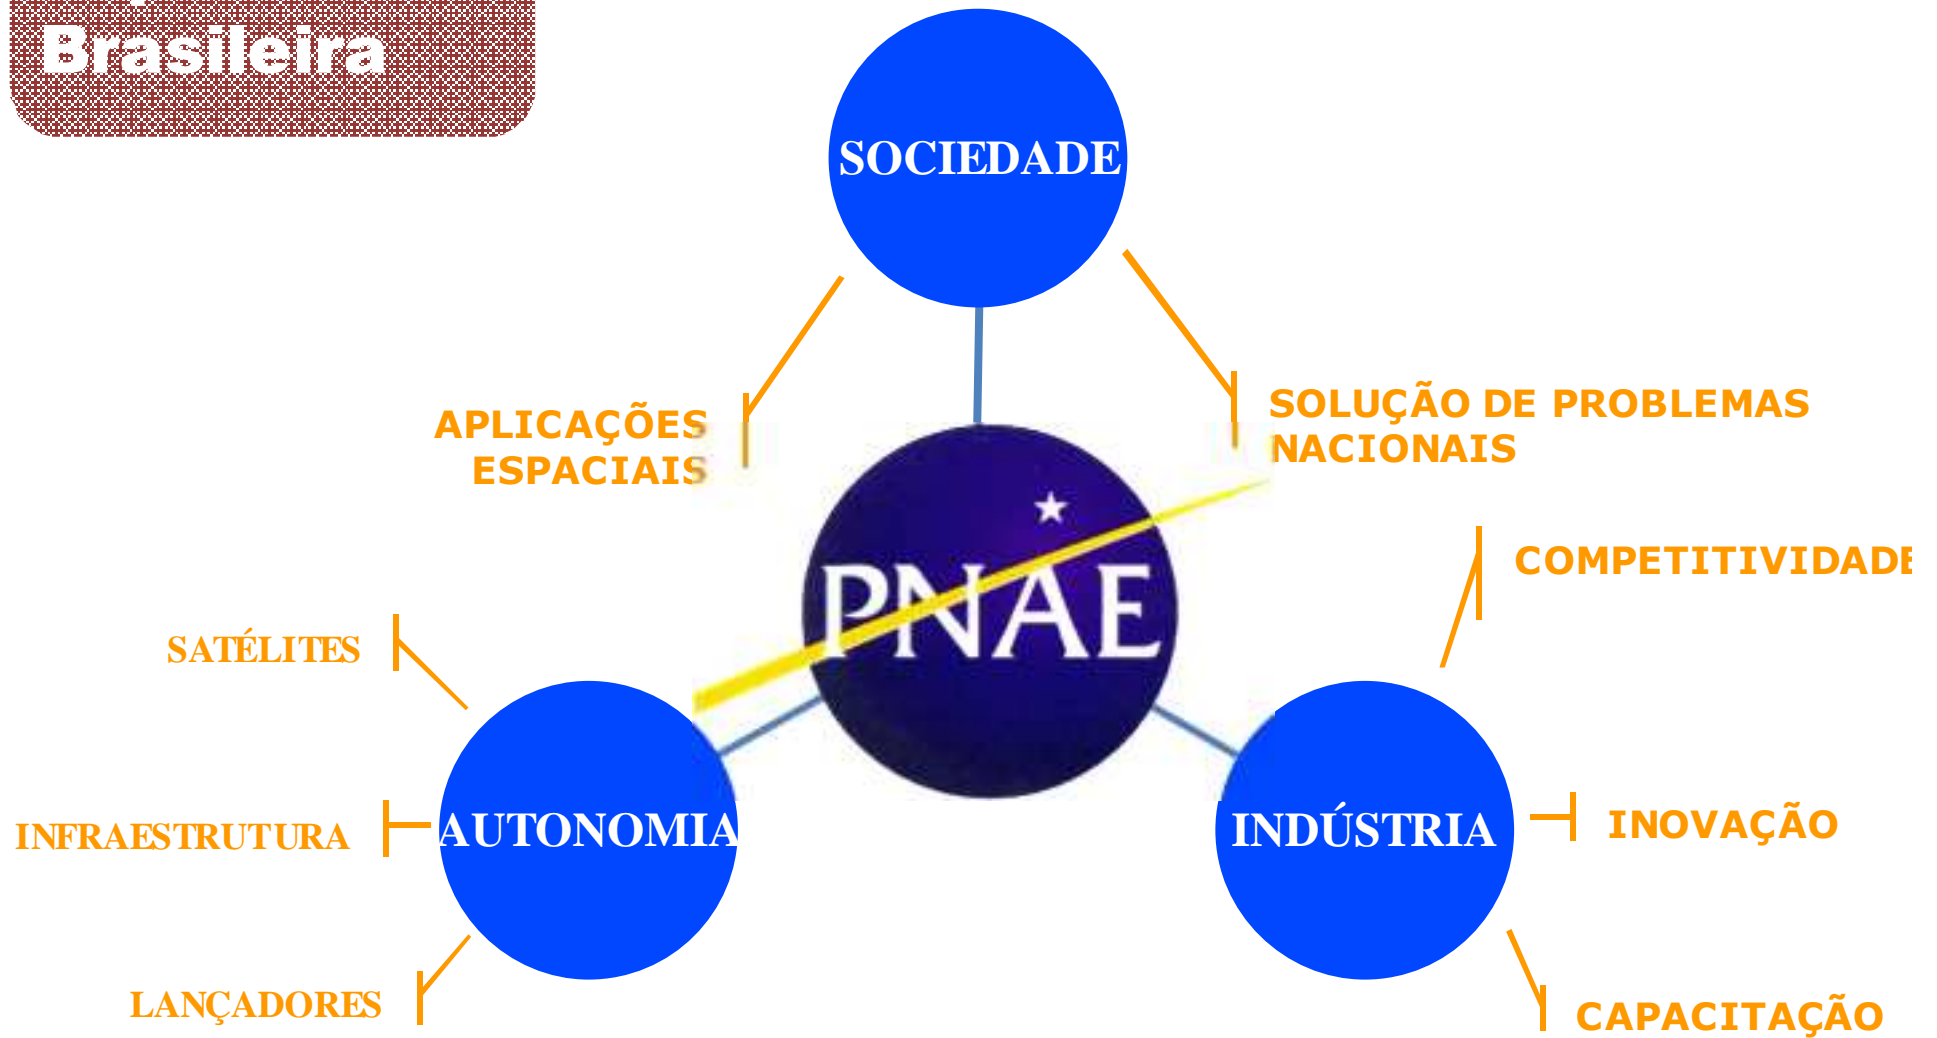 Brasileira
SOCIEDADE
APLICAÇÕES
ESPACIAIS
SOLUÇÃO DE PROBLEMAS
NACIONAIS
PNAE
COMPETITIVIDADE
SATÉLITES
INFRAESTRUTURA
AUTONOMIA
INDÚSTRIA
INOVAÇÃO
LANÇADORES
CAPACITAÇÃO